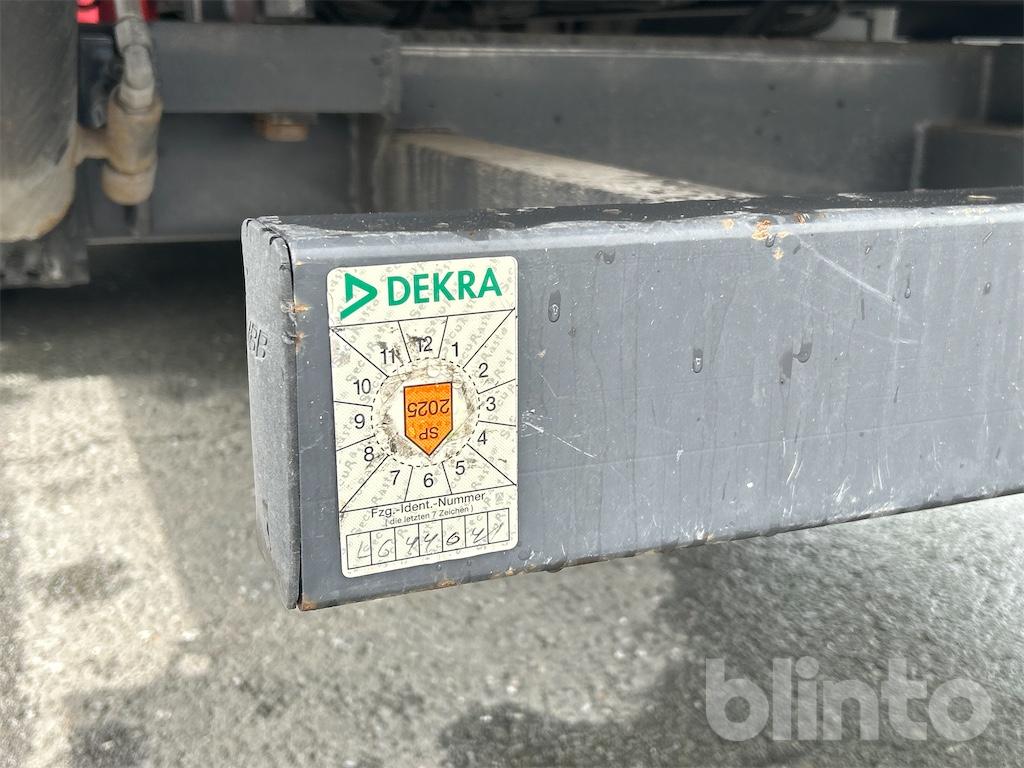 DEKRA
11 12 1
10 2
9 3
8 4
7 6 5
SP
2025
Fzg.-Ident.-Nummer
(die letzten 7 Zeichen)
blinto